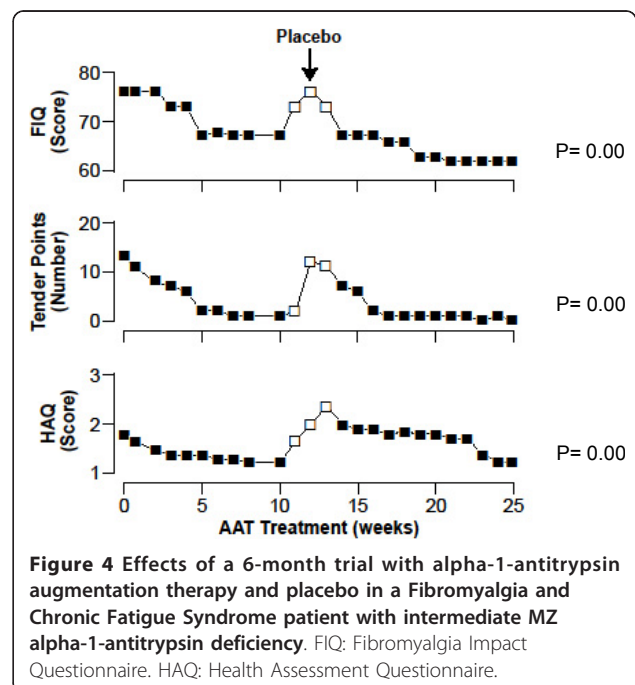 Placebo
80
70
60
FIQ
(Score)
P= 0.00
20
10
0
Tender Points
(Number)
P= 0.00
3
2
1
HAQ
(Score)
P= 0.00
0 5 10 15 20 25
AAT Treatment (weeks)
Figure 4 Effects of a 6-month trial with alpha-1-antitrypsin
augmentation therapy and placebo in a Fibromyalgia and
Chronic Fatigue Syndrome patient with intermediate MZ
alpha-1-antitrypsin deficiency. FIQ: Fibromyalgia Impact
Questionnaire. HAQ: Health Assessment Questionnaire.